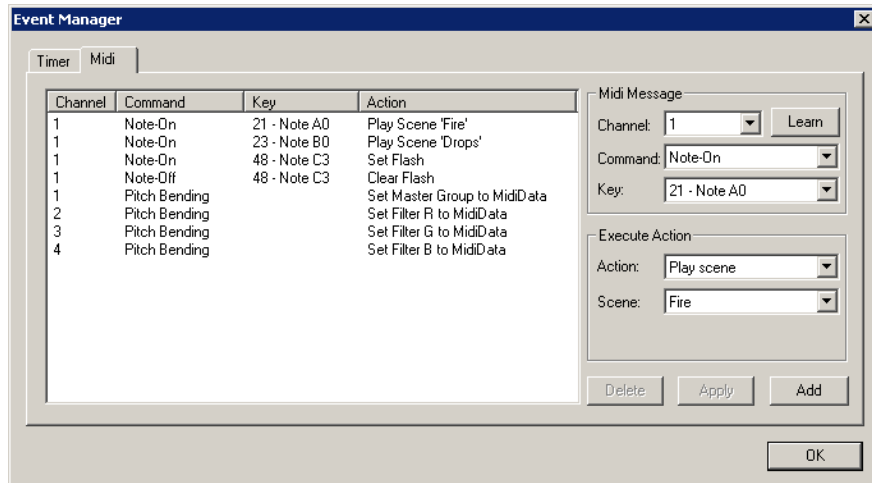 Event Manager
Timer Midi
Channel Command Key Action
1 Note-On 21 - Note A0 Play Scene 'Fire'
1 Note-On 23 - Note B0 Play Scene 'Drops'
1 Note-On 48 - Note C3 Set Flash
1 Note-Off 48 - Note C3 Clear Flash
1 Pitch Bending Set Master Group to MidiData
2 Pitch Bending Set Filter R to MidiData
3 Pitch Bending Set Filter G to MidiData
4 Pitch Bending Set Filter B to MidiData
Midi Message
Channel: 1 Learn
Command: Note-On
Key: 21 - Note A0
Execute Action
Action: Play scene
Scene: Fire
Delete Apply Add
OK